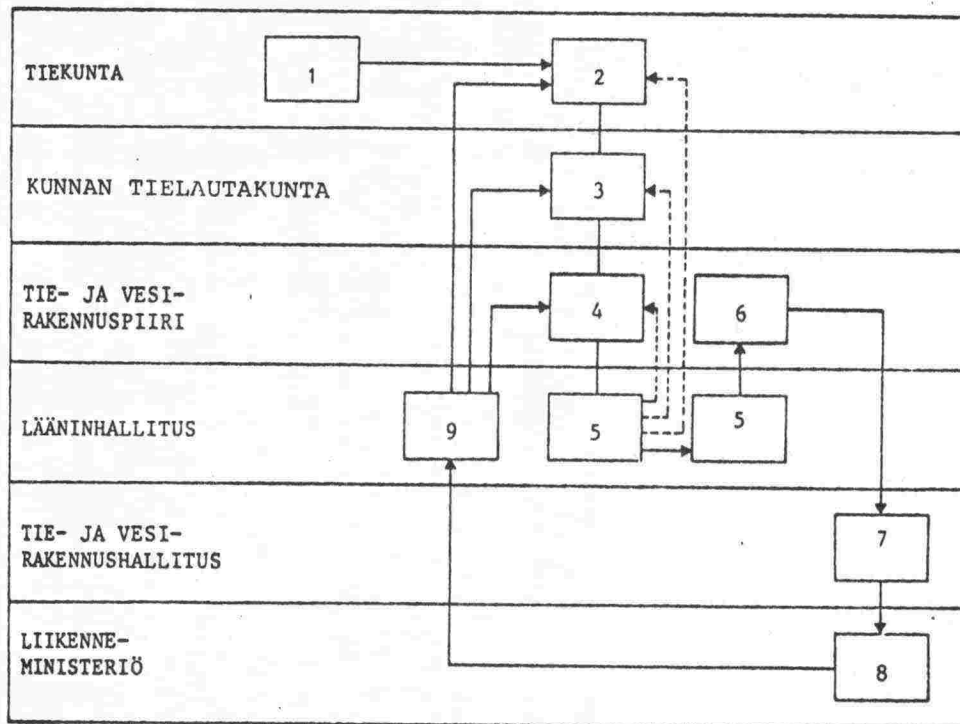 TIEKUNTA
1
2
KUNNAN TIELAUTAKUNTA
3
TIE- JA VESI-
RAKENNUSPIIRI
4
6
LÄÄNINHALLITUS
9
5
5
TIE- JA VESI-
RAKENNUSHALLITUS
7
LIIKENNE-
MINISTERIÖ
8